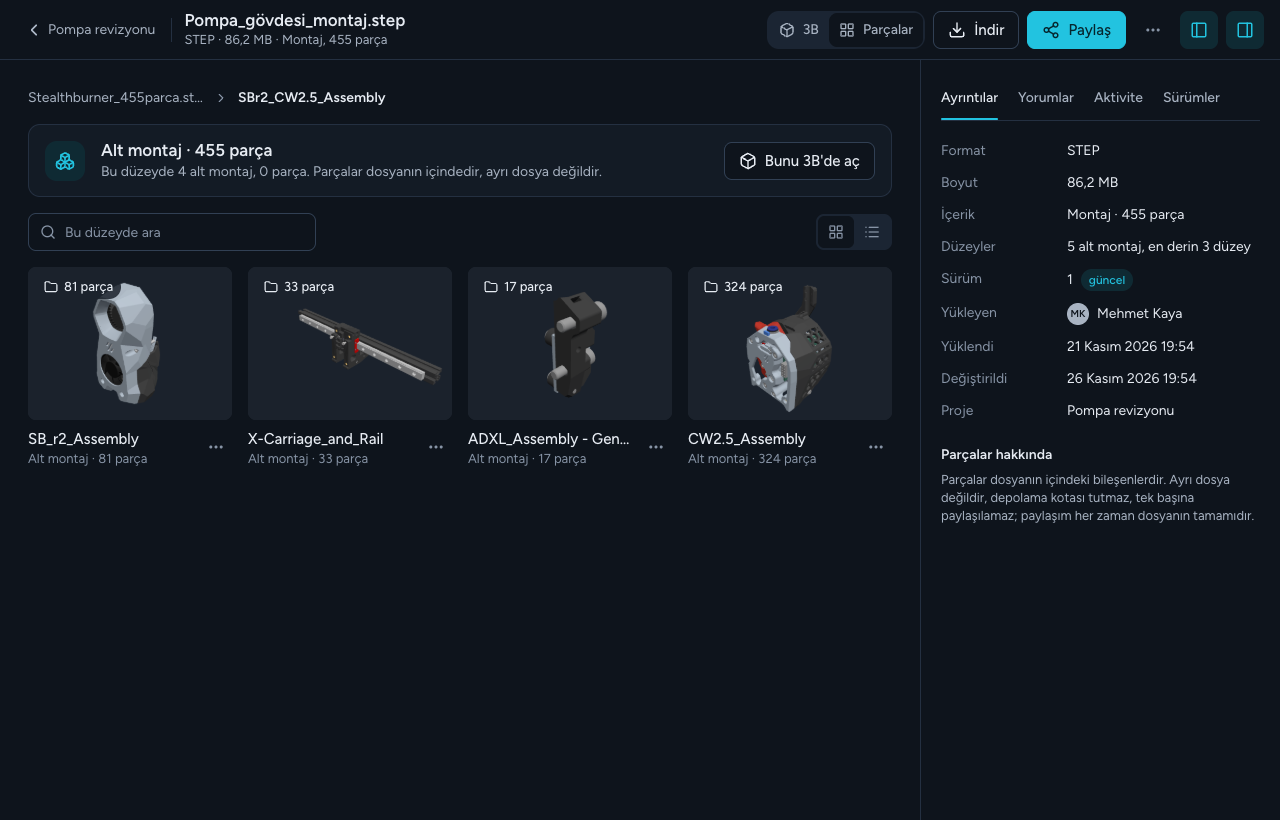 Pompa revizyonu
Pompa_gövdesi_montaj.step
STEP · 86,2 MB · Montaj, 455 parça
3B
Parçalar
İndir
Paylaş
Stealthburner_455parca.st...
SBr2_CW2.5_Assembly
Alt montaj · 455 parça
Bu düzeyde 4 alt montaj, 0 parça. Parçalar dosyanın içindedir, ayrı dosya değildir.
Bunu 3B'de aç
Bu düzeyde ara
81 parça
33 parça
17 parça
324 parça
SB_r2_Assembly
Alt montaj · 81 parça
X-Carriage_and_Rail
Alt montaj · 33 parça
ADXL_Assembly - Gen...
Alt montaj · 17 parça
CW2.5_Assembly
Alt montaj · 324 parça
Ayrıntılar
Yorumlar
Aktivite
Sürümler
Format STEP
Boyut 86,2 MB
İçerik Montaj · 455 parça
Düzeyler 5 alt montaj, en derin 3 düzey
Sürüm 1 güncel
Yükleyen MK Mehmet Kaya
Yüklendi 21 Kasım 2026 19:54
Değiştirildi 26 Kasım 2026 19:54
Proje Pompa revizyonu
Parçalar hakkında
Parçalar dosyanın içindeki bileşenlerdir. Ayrı dosya
değildir, depolama kotası tutmaz, tek başına
paylaşılamaz; paylaşım her zaman dosyanın tamamıdır.